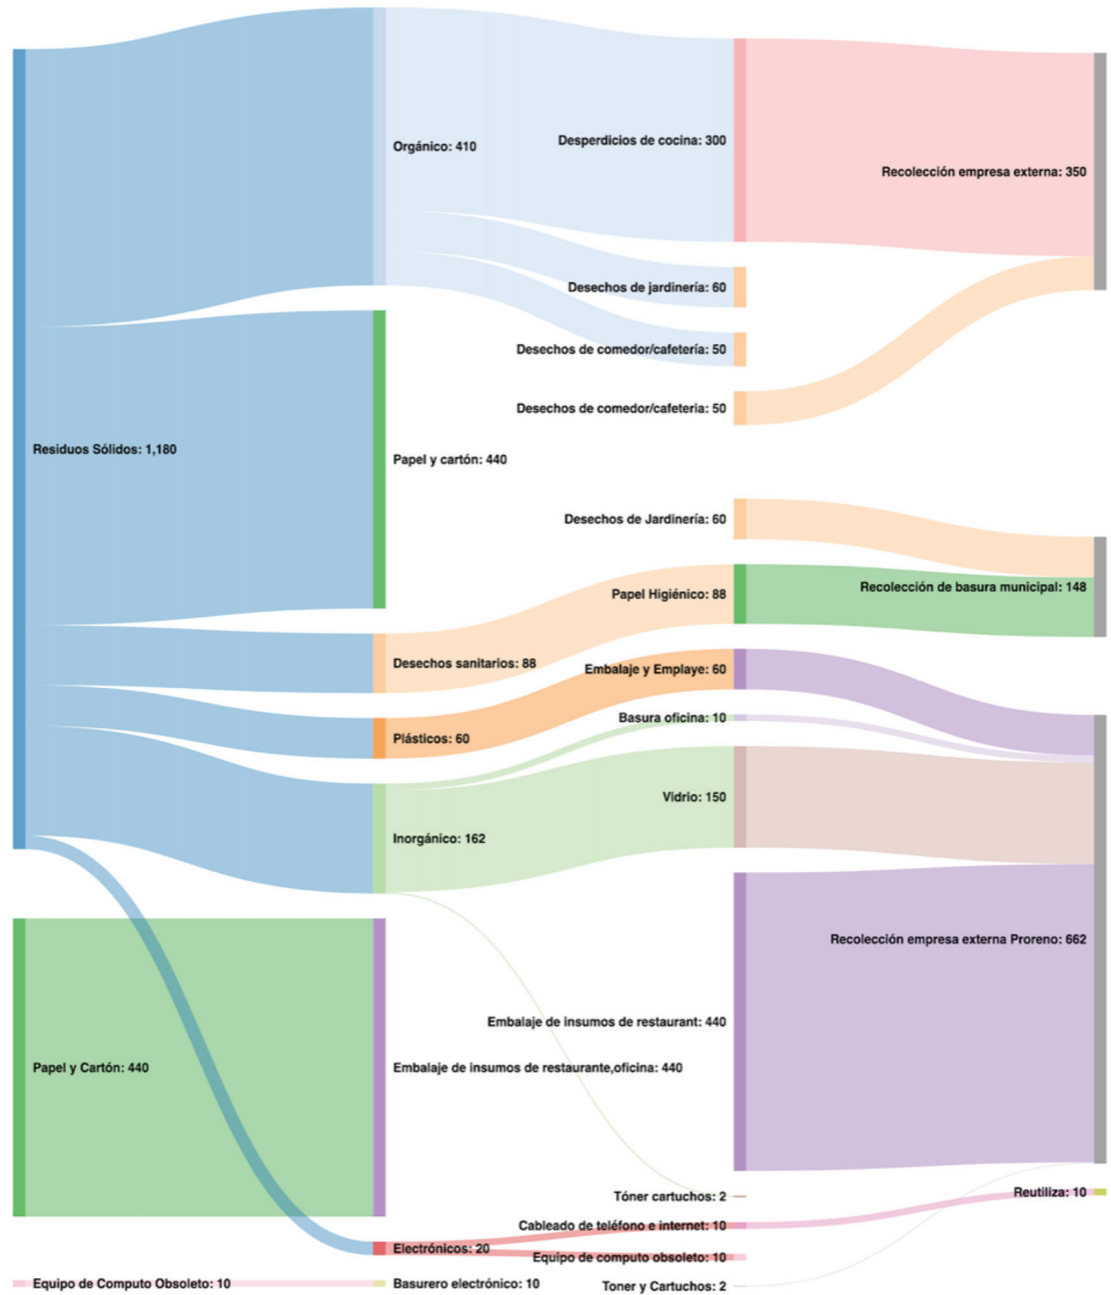 Orgánico: 410
Desperdicios de cocina: 300
Recolección empresa externa: 350
Desechos de jardinería: 60
Desechos de comedor/cafetería: 50
Desechos de comedor/cafeteria: 50
Residuos Sólidos: 1,180
Papel y cartón: 440
Desechos de Jardinería: 60
Recolección de basura municipal: 148
Papel Higiénico: 88
Desechos sanitarios: 88
Embalaje y Emplaye: 60
Basura oficina: 10
Plásticos: 60
Vidrio: 150
Inorgánico: 162
Recolección empresa externa Proreno: 662
Embalaje de insumos de restaurant: 440
Papel y Cartón: 440
Embalaje de insumos de restaurante,oficina: 440
Tóner cartuchos: 2
Reutiliza: 10
Cableado de teléfono e internet: 10
Electrónicos: 20
Equipo de computo obsoleto: 10
Equipo de Computo Obsoleto: 10
Basurero electrónico: 10
Toner y Cartuchos: 2